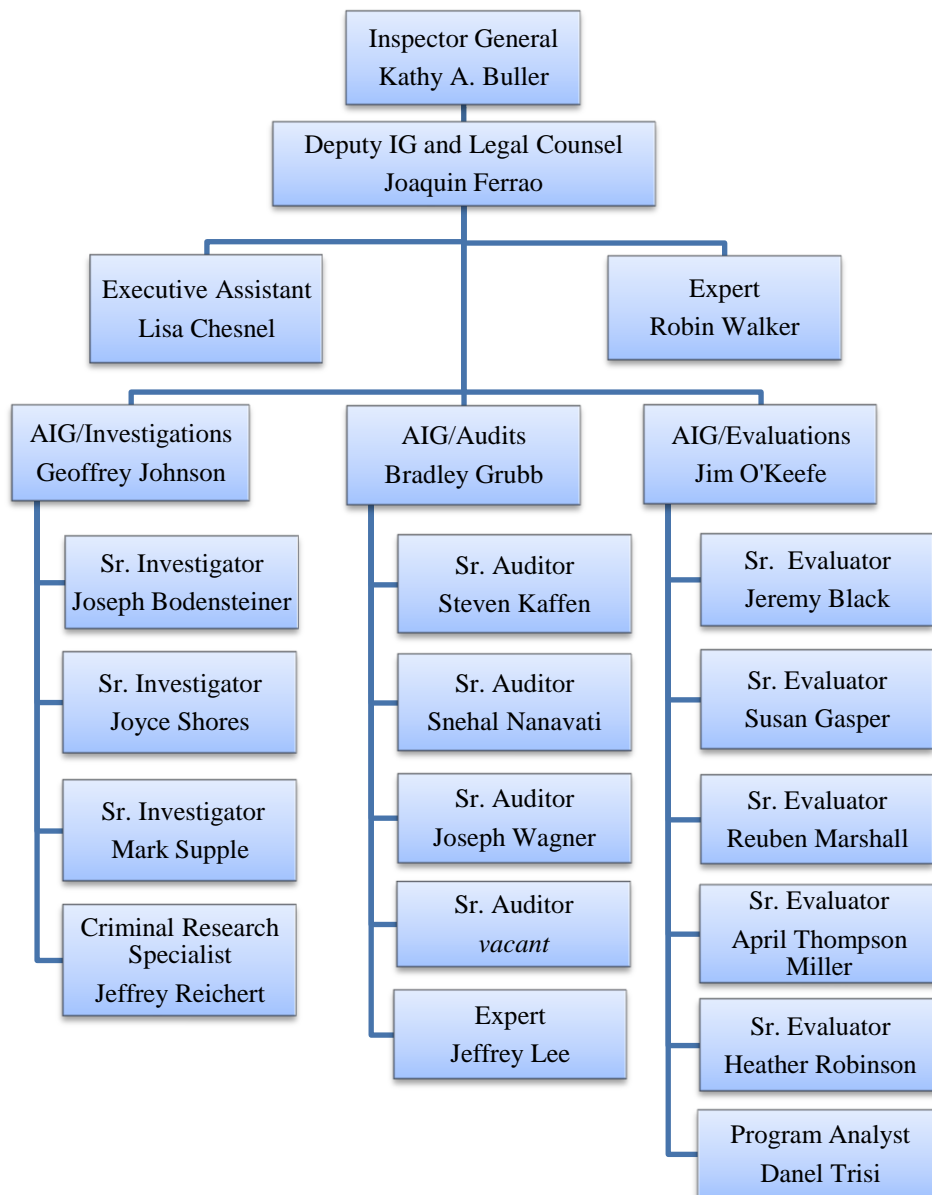 Inspector General
Kathy A. Buller
Deputy IG and Legal Counsel
Joaquin Ferrao
Executive Assistant
Lisa Chesnel
Expert
Robin Walker
AIG/Investigations
Geoffrey Johnson
Sr. Investigator
Joseph Bodensteiner
Sr. Investigator
Joyce Shores
Sr. Investigator
Mark Supple
Criminal Research
Specialist
Jeffrey Reichert
AIG/Audits
Bradley Grubb
Sr. Auditor
Steven Kaffen
Sr. Auditor
Snehal Nanavati
Sr. Auditor
Joseph Wagner
Sr. Auditor
vacant
Expert
Jeffrey Lee
AIG/Evaluations
Jim O'Keefe
Sr. Evaluator
Jeremy Black
Sr. Evaluator
Susan Gasper
Sr. Evaluator
Reuben Marshall
Sr. Evaluator
April Thompson
Miller
Sr. Evaluator
Heather Robinson
Program Analyst
Danel Trisi